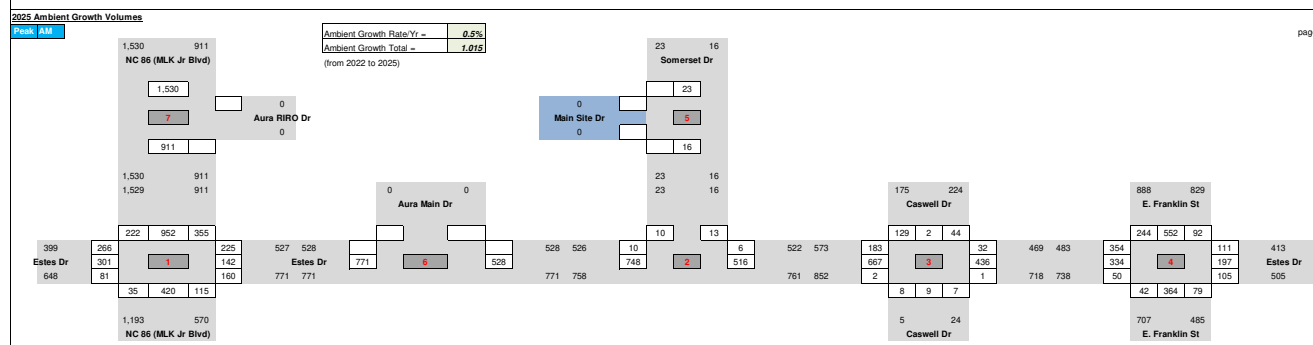 2025 Ambient Growth Volumes
Peak AM
pag
Ambient Growth Rate/Yr = 0.5%
Ambient Growth Total = 1.015
(from 2022 to 2025)
1,530 911 23 16
NC 86 (MLK Jr Blvd) Somerset Dr
1,530 23
0 0
7 Aura RIRO Dr Main Site Dr 5
0 0
911 16
1,530 911 23 16
1,529 911 0 0 23 16 175 224 888 829
Aura Main Dr Caswell Dr E. Franklin St
222 952 355 10 13 129 2 44 244 552 92
399 266 225 527 528 528 526 10 6 522 573 183 32 469 483 354 111 413
Estes Dr 301 1 142 Estes Dr 771 6 528 748 2 516 667 3 436 334 4 197 Estes Dr
648 81 160 771 771 771 758 761 852 2 1 718 738 50 105 505
35 420 115 8 9 7 42 364 79
1,193 570 5 24 707 485
NC 86 (MLK Jr Blvd) Caswell Dr E. Franklin St